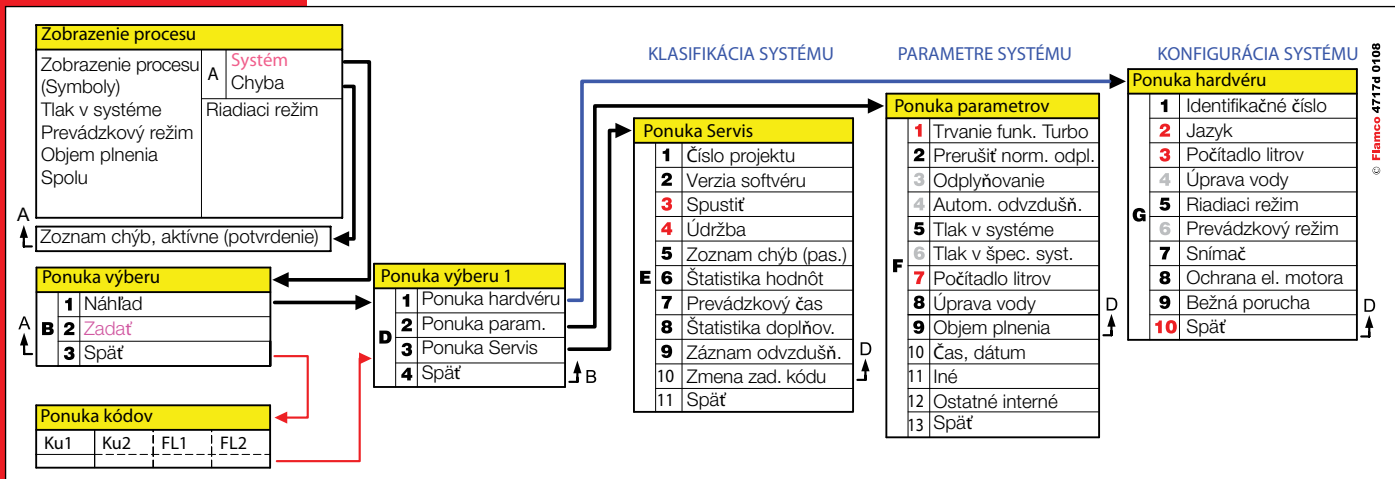 Zobrazenie procesu
Zobrazenie procesu
(Symboly)
Tlak v systéme
Prevádzkový režim
Objem plnenia
Spolu
A
Systém
Chyba
Riadiaci režim
A
Zoznam chýb, aktívne (potvrdenie)
Ponuka výberu
A
B
1 Náhľad
2 Zadať
3 Späť
Ponuka kódov
Ku1 Ku2 FL1 FL2
Ponuka výberu 1
D
1 Ponuka hardvéru
2 Ponuka param.
3 Ponuka Servis
4 Späť
B
KLASIFIKÁCIA SYSTÉMU
Ponuka Servis
E
1 Číslo projektu
2 Verzia softvéru
3 Spustiť
4 Údržba
5 Zoznam chýb (pas.)
6 Štatistika hodnôt
7 Prevádzkový čas
8 Štatistika doplňov.
9 Záznam odvzdušň.
10 Zmena zad. kódu
11 Späť
D
PARAMETRE SYSTÉMU
Ponuka parametrov
F
1 Trvanie funk. Turbo
2 Prerušiť norm. odpl.
3 Odplyňovanie
4 Autom. odvzdušň.
5 Tlak v systéme
6 Tlak v špec. syst.
7 Počítadlo litrov
8 Úprava vody
9 Objem plnenia
10 Čas, dátum
11 Iné
12 Ostatné interné
13 Späť
D
KONFIGURÁCIA SYSTÉMU
Ponuka hardvéru
G
1 Identifikačné číslo
2 Jazyk
3 Počítadlo litrov
4 Úprava vody
5 Riadiaci režim
6 Prevádzkový režim
7 Snímač
8 Ochrana el. motora
9 Bežná porucha
10 Späť
D
© Flamco 4717d 0108